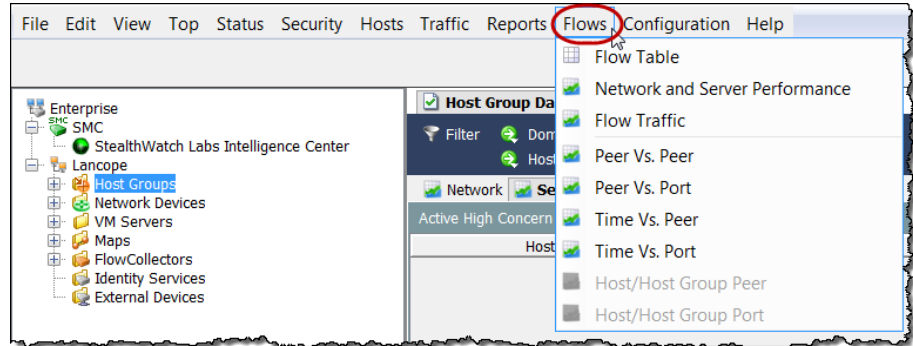 File Edit View Top Status Security Hosts Traffic Reports Flows Configuration Help
Flow Table
Network and Server Performance
Flow Traffic
Peer Vs. Peer
Peer Vs. Port
Time Vs. Peer
Time Vs. Port
Host/Host Group Peer
Host/Host Group Port
Enterprise
SMC
SMC
StealthWatch Labs Intelligence Center
Lancope
Host Groups
Network Devices
VM Servers
Maps
FlowCollectors
Identity Services
External Devices
Host Group Da
Filter Dom
Host
Network Se
Active High Concern
Host